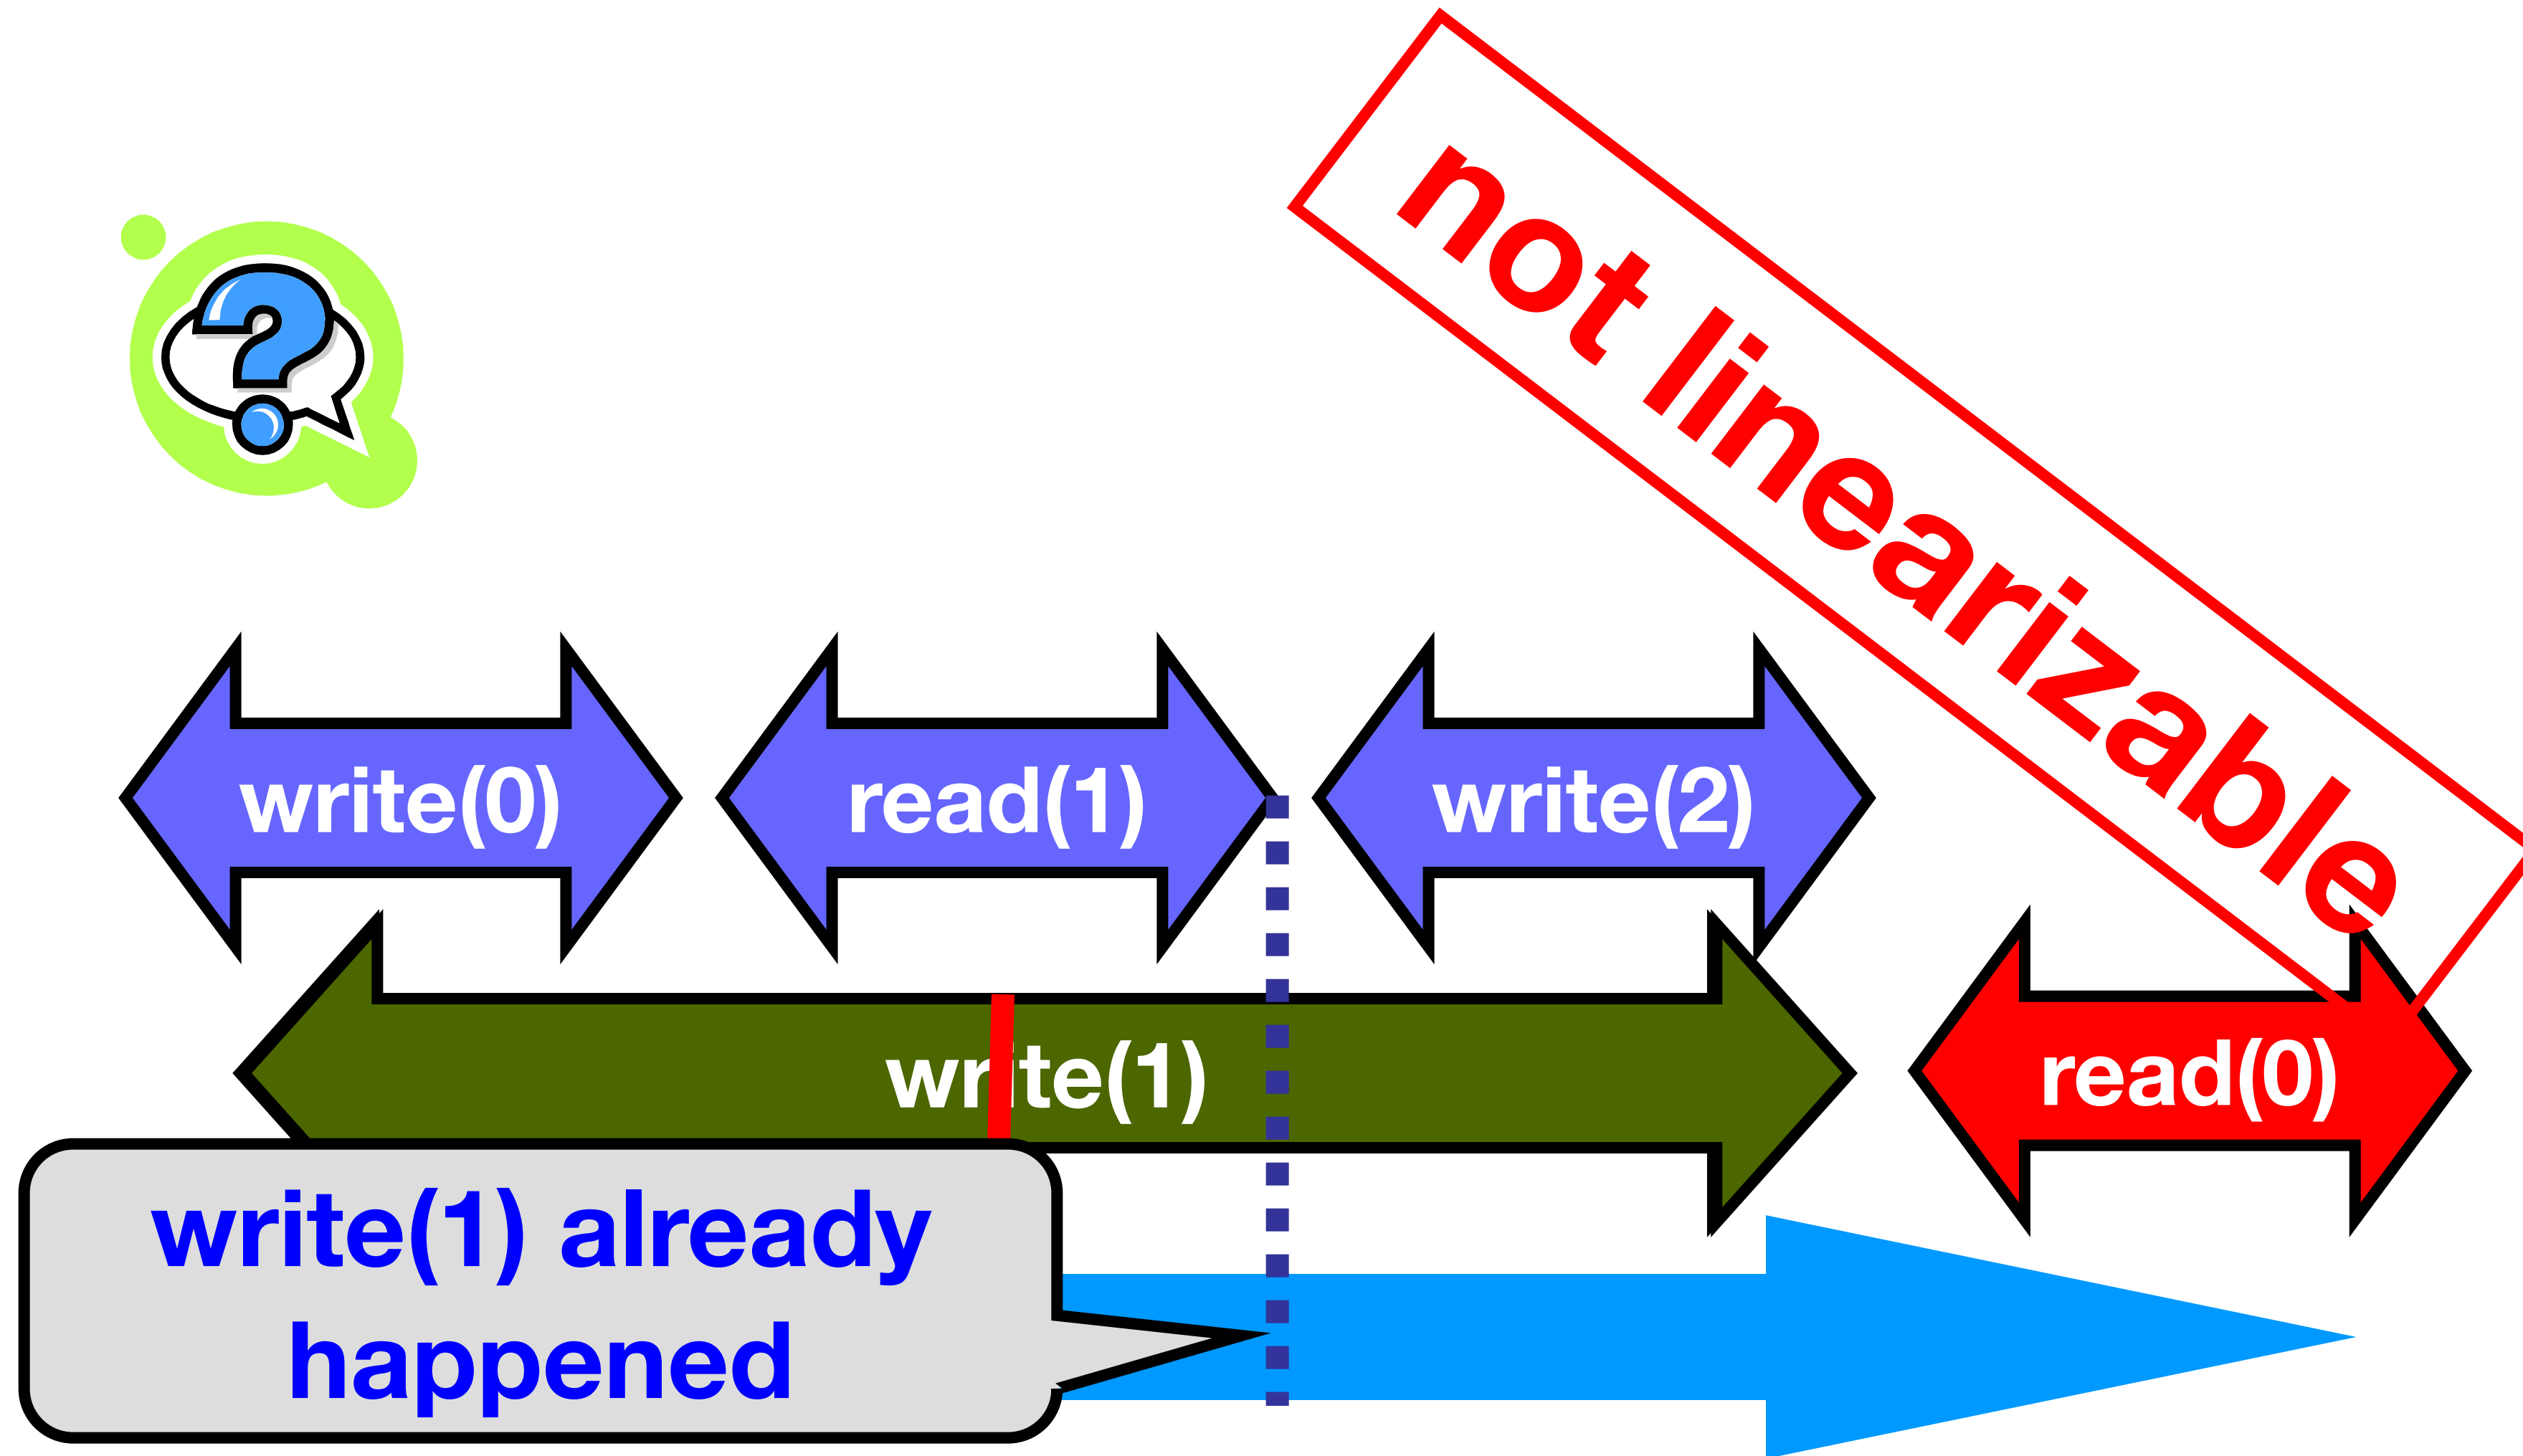 ?
not linearizable
write(0)
read(1)
write(2)
write(1)
read(0)
write(1) already
happened